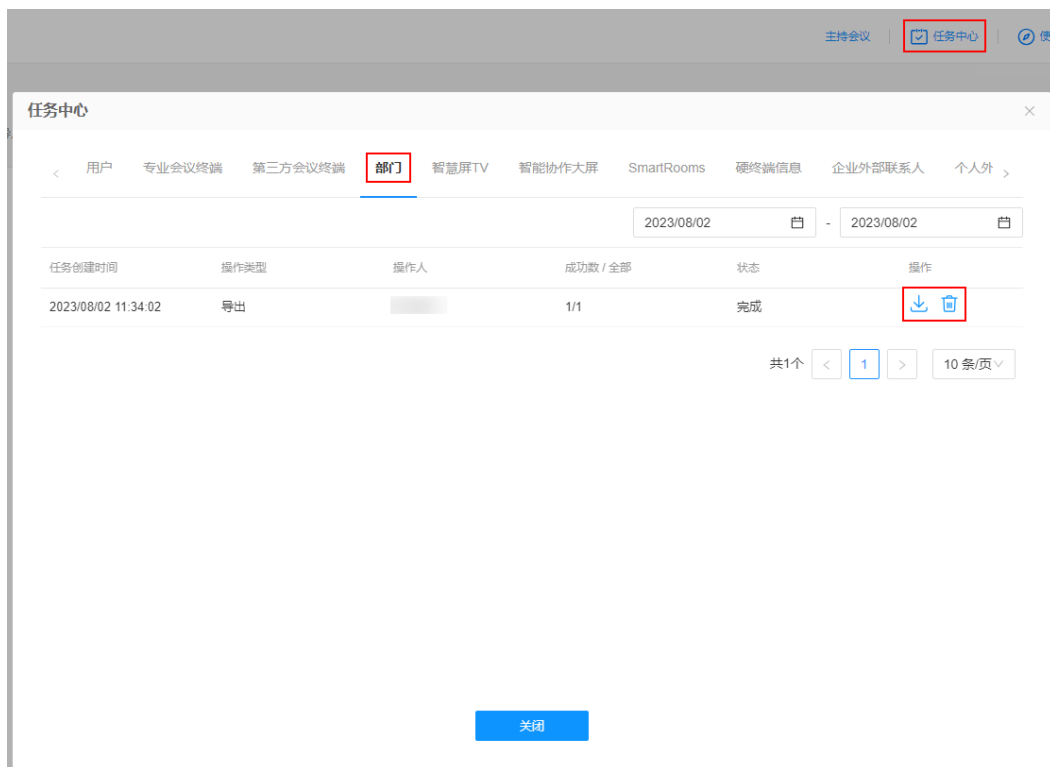 主持会议 任务中心
任务中心
用户 专业会议终端 第三方会议终端 部门 智慧屏TV 智能协作大屏 SmartRooms 硬终端信息 企业外部联系人 个人外
2023/08/02 - 2023/08/02
任务创建时间 操作类型 操作人 成功数 / 全部 状态 操作
2023/08/02 11:34:02 导出 1/1 完成
共1个 < 1 > 10 条/页
关闭